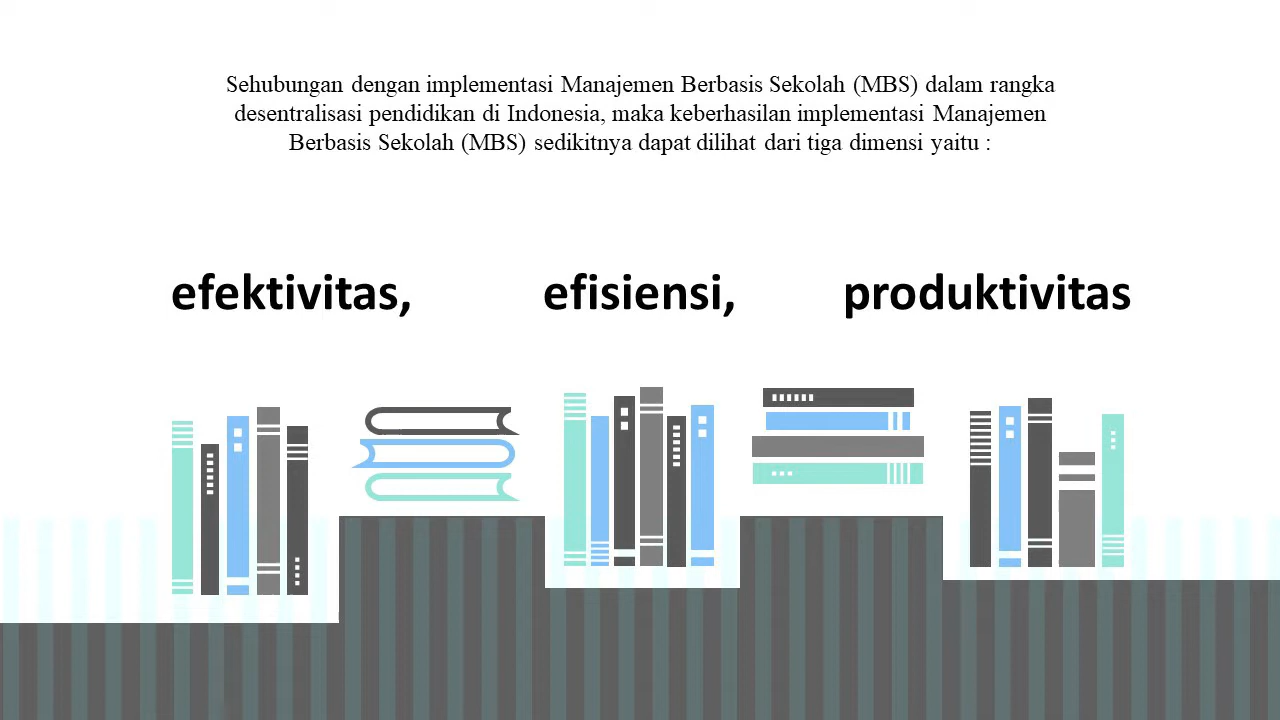 Sehubungan dengan implementasi Manajemen Berbasis Sekolah (MBS) dalam rangka
desentralisasi pendidikan di Indonesia, maka keberhasilan implementasi Manajemen
Berbasis Sekolah (MBS) sedikitnya dapat dilihat dari tiga dimensi yaitu :
efektivitas, efisiensi, produktivitas